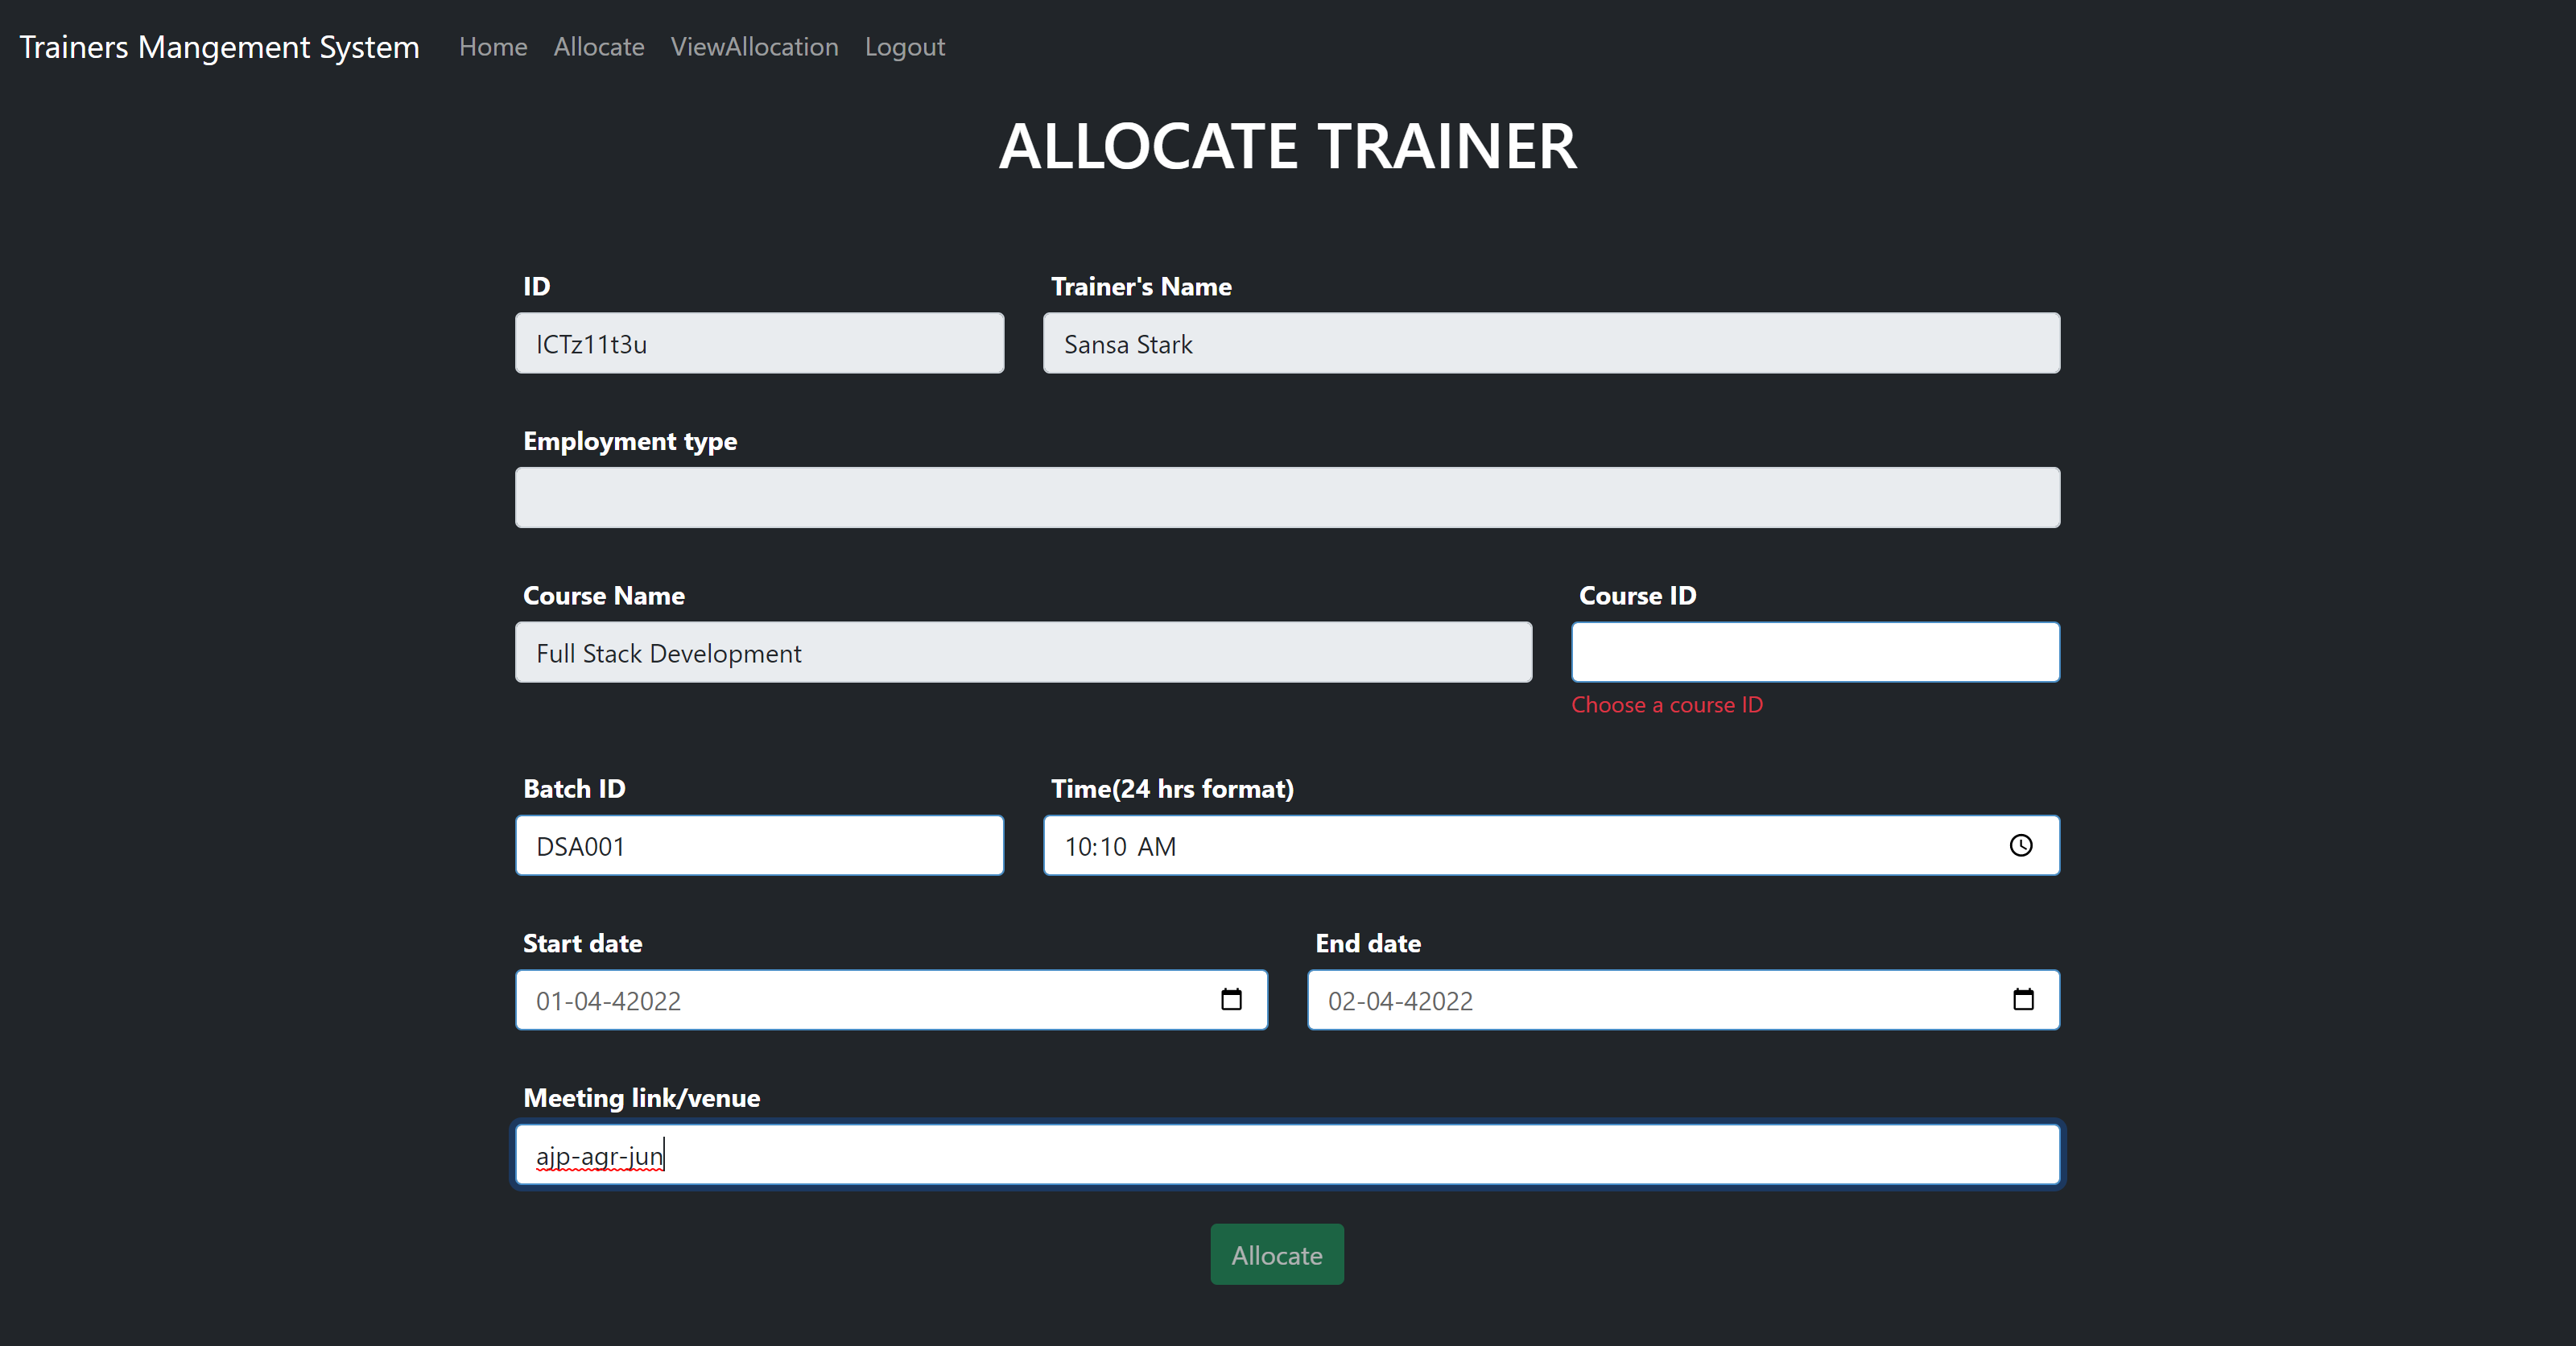 Trainers Mangement System Home Allocate ViewAllocation Logout
ALLOCATE TRAINER
ID Trainer's Name
ICTz11t3u Sansa Stark
Employment type
Course Name Course ID
Full Stack Development
Choose a course ID
Batch ID Time(24 hrs format)
DSA001 10:10 AM
Start date End date
01-04-42022 02-04-42022
Meeting link/venue
ajp-agr-jun
Allocate